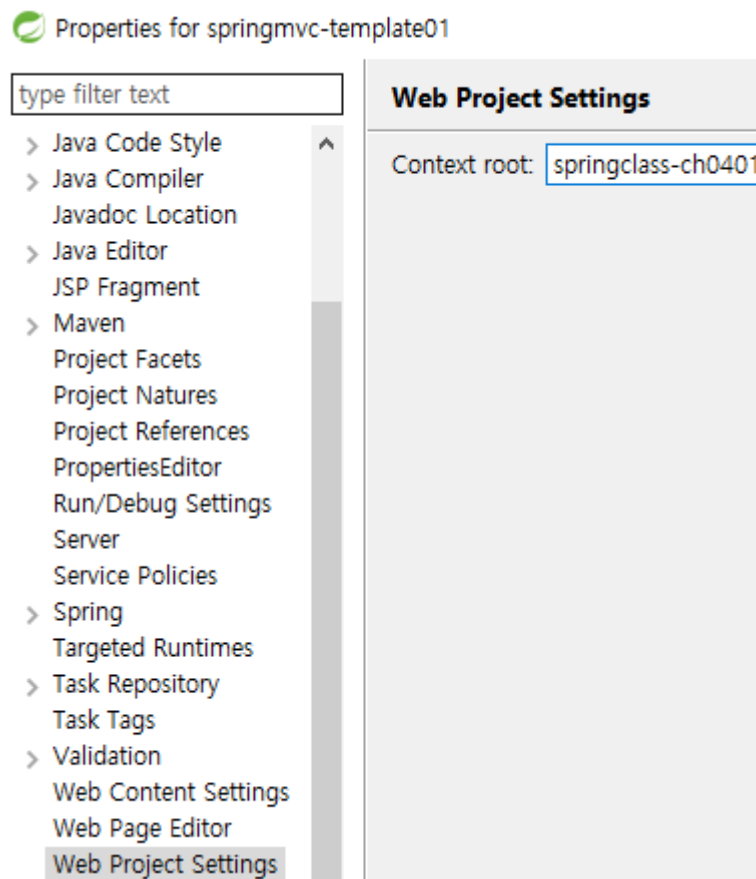 Properties for springmvc-template01
type filter text
Java Code Style
Java Compiler
Javadoc Location
Java Editor
JSP Fragment
Maven
Project Facets
Project Natures
Project References
PropertiesEditor
Run/Debug Settings
Server
Service Policies
Spring
Targeted Runtimes
Task Repository
Task Tags
Validation
Web Content Settings
Web Page Editor
Web Project Settings
Web Project Settings
Context root: springclass-ch0401